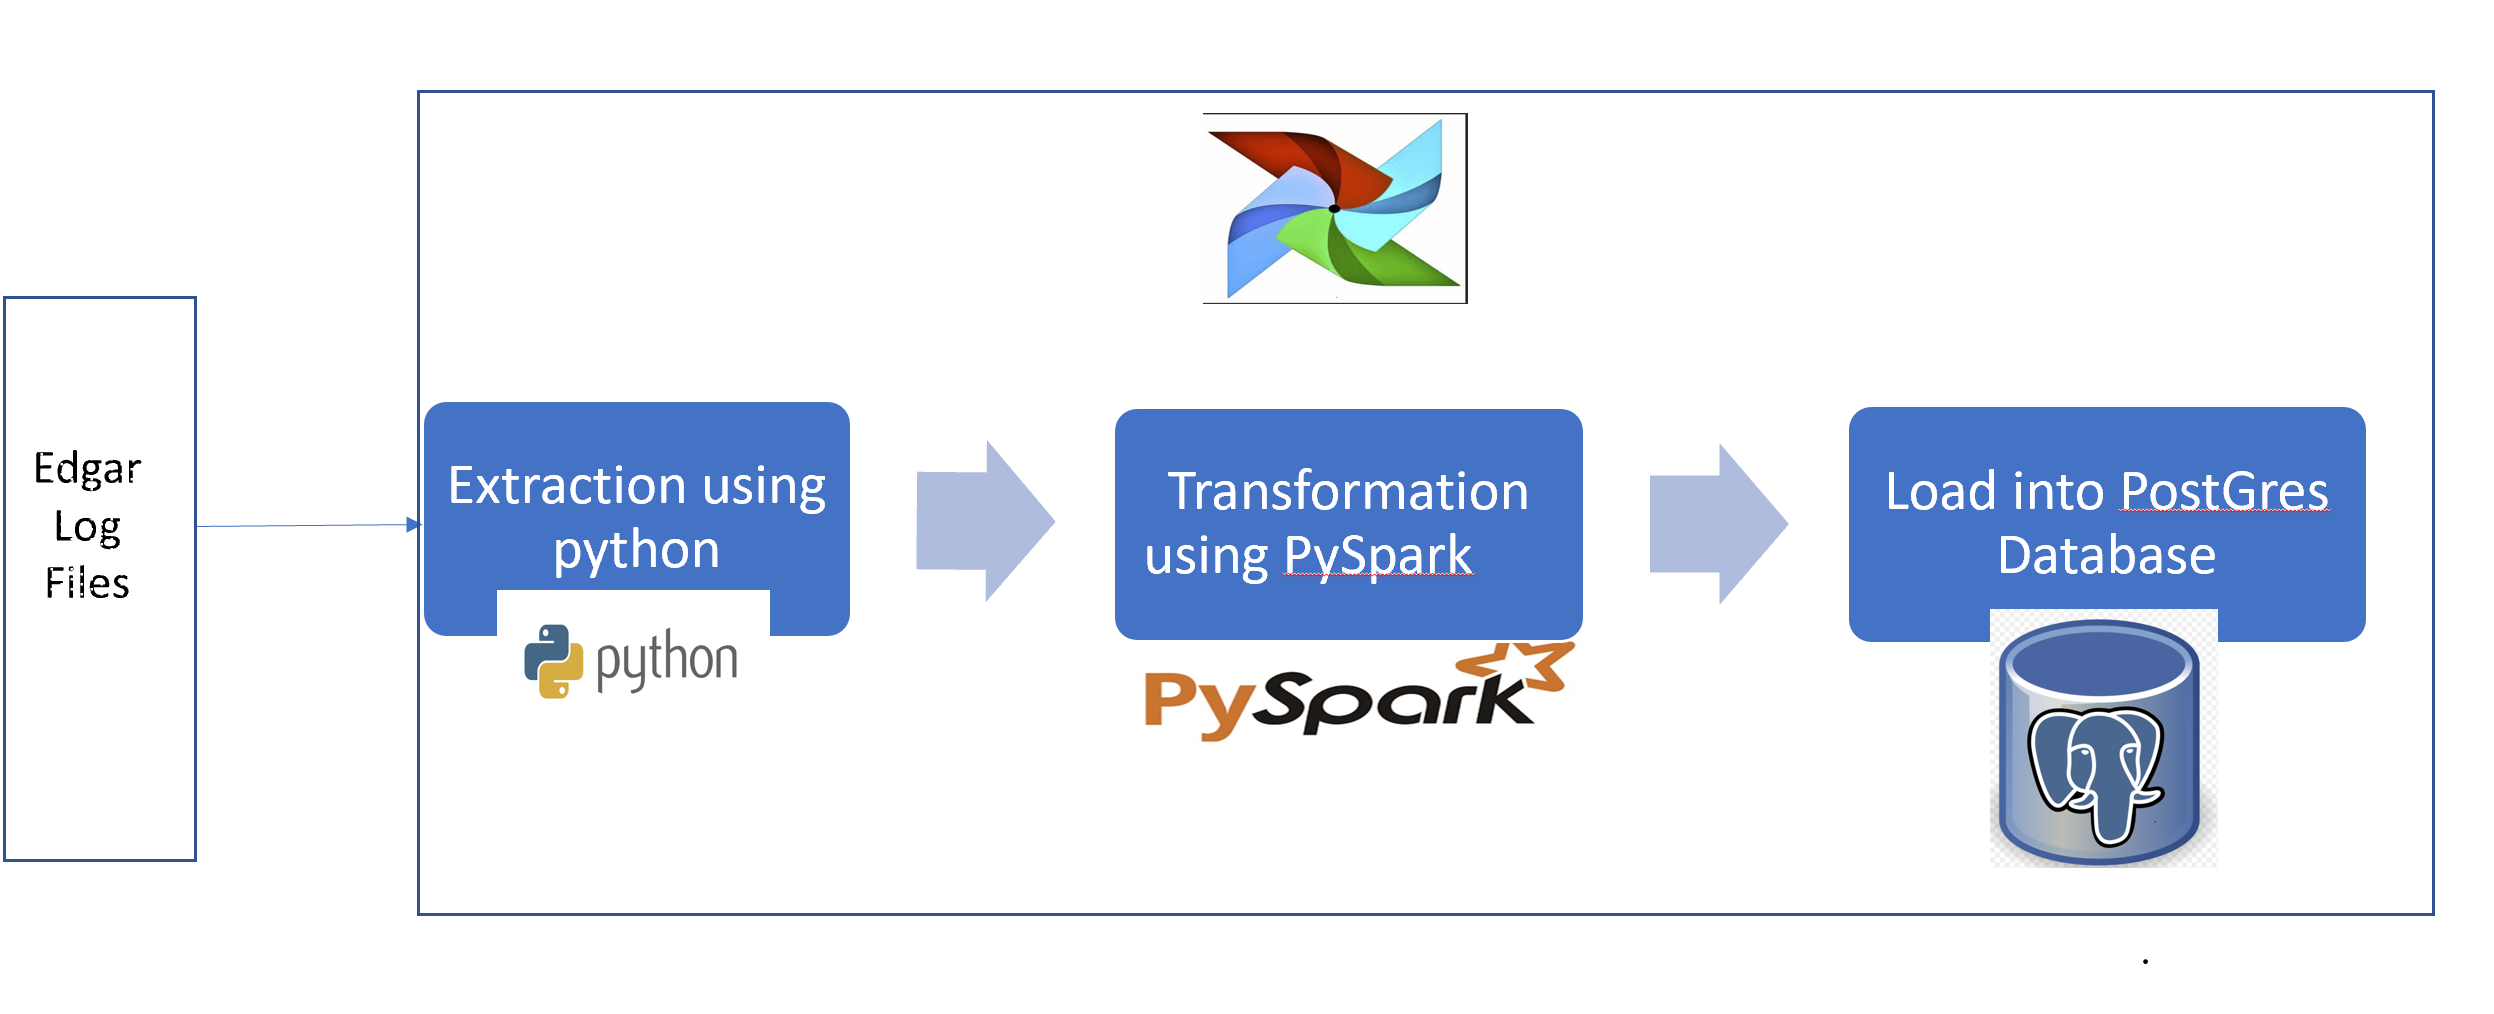 Edgar
Log
Files
Extraction using
python
python
Transformation
using PySpark
PySpark
Load into PostGres
Database
.